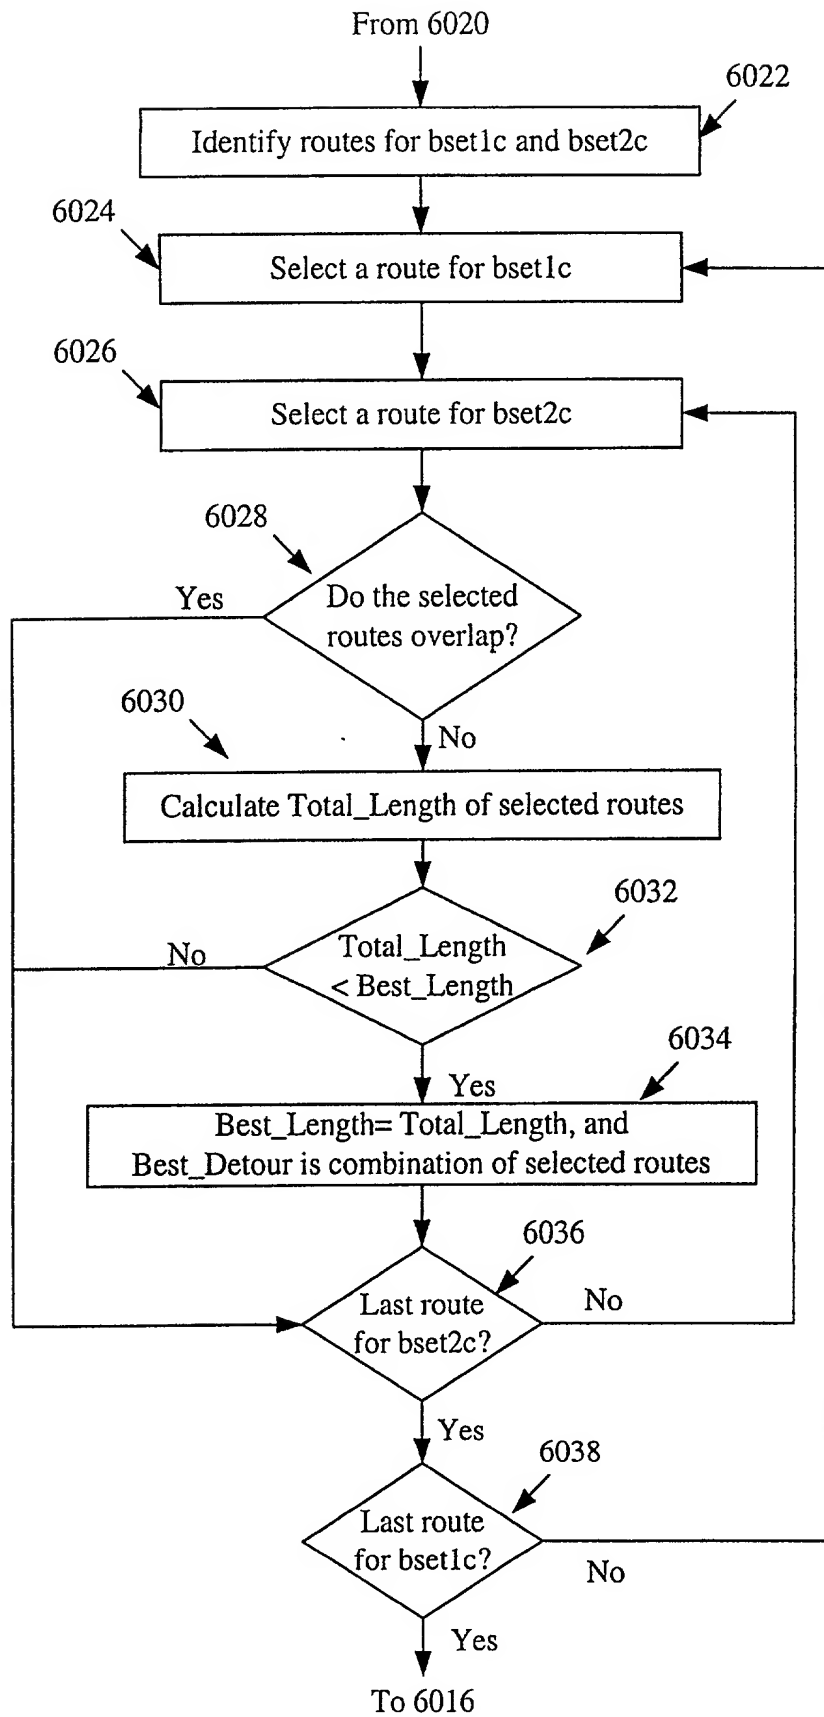 From 6020
6022
Identify routes for bset1c and bset2c
6024
Select a route for bset1c
6026
Select a route for bset2c
6028
Do the selected
routes overlap?
Yes
6030
No
Calculate Total_Length of selected routes
6032
Total_Length
< Best_Length
No
6034
Yes
Best_Length= Total_Length, and
Best_Detour is combination of selected routes
6036
Last route
for bset2c?
No
Yes
6038
Last route
for bset1c?
No
Yes
To 6016